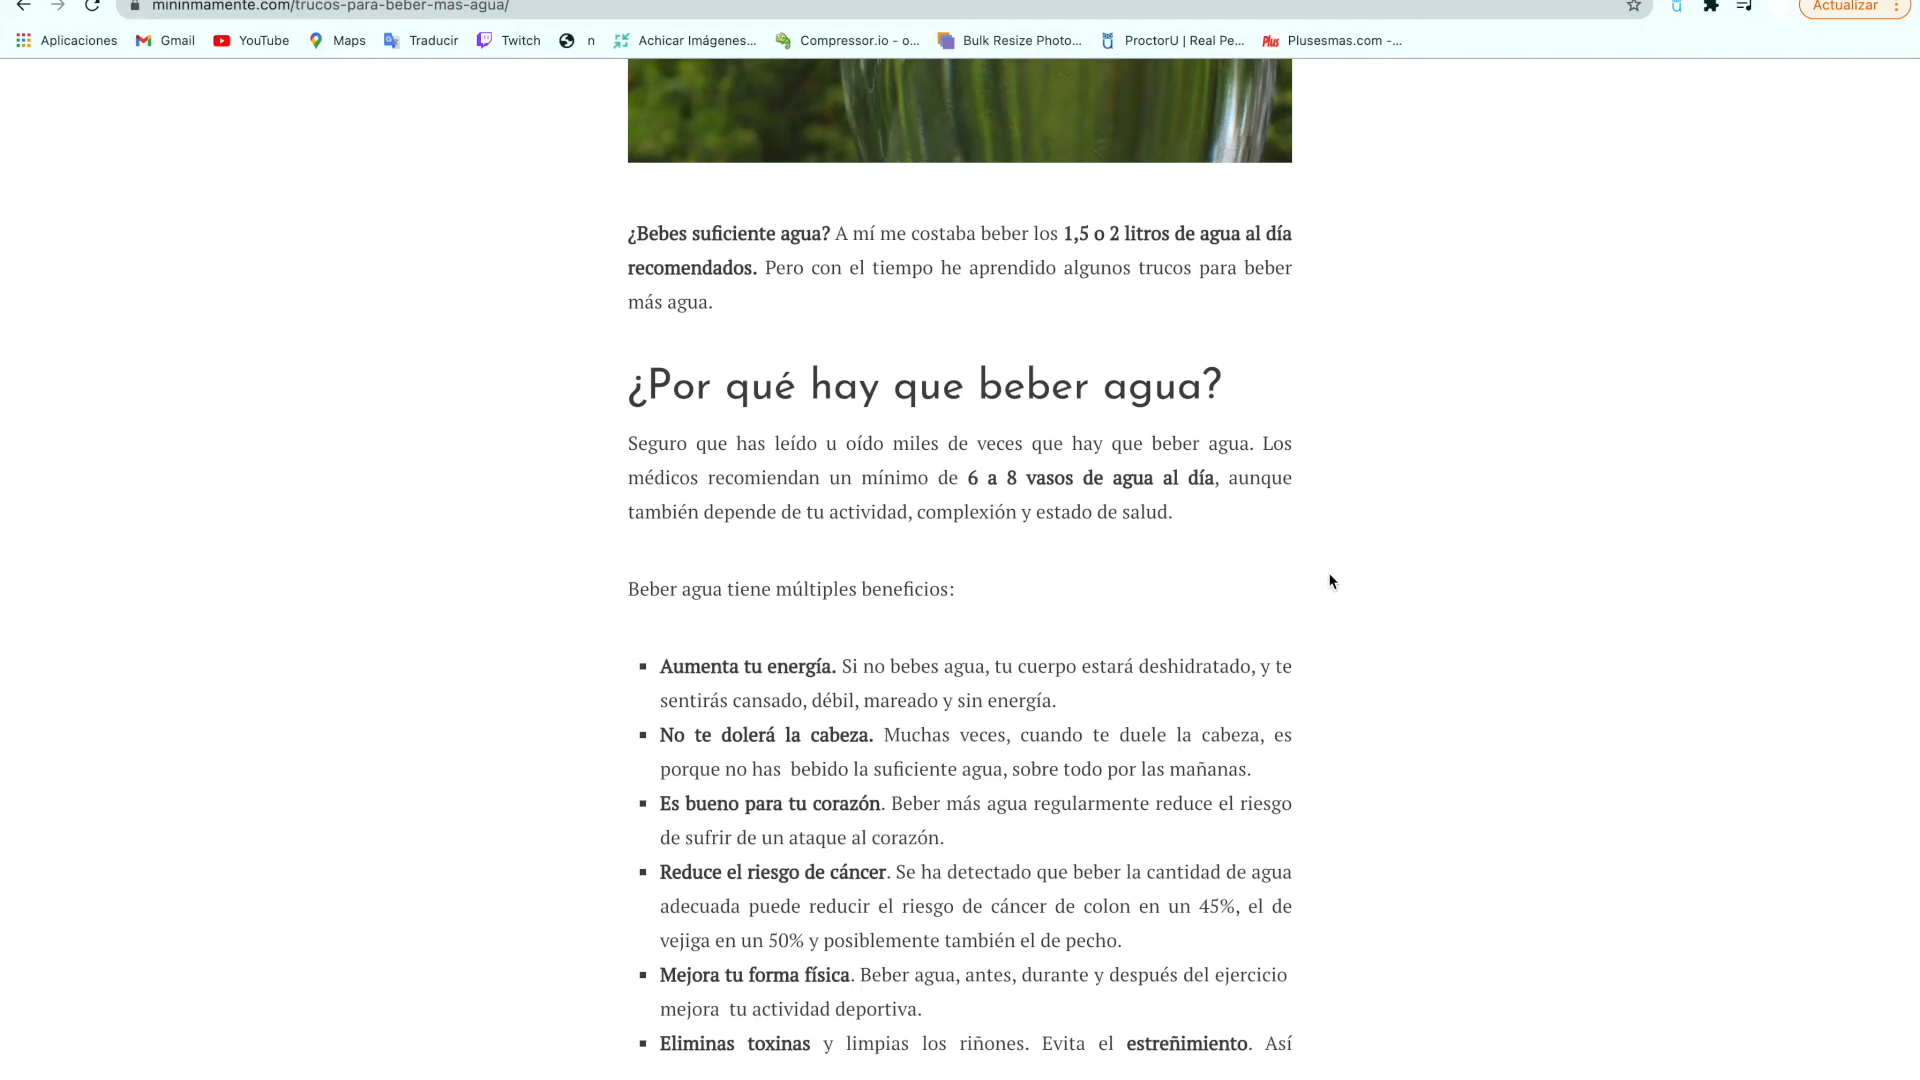 mininmamente.com/trucos-para-beber-mas-agua/
Actualizar
Aplicaciones Gmail YouTube Maps Traducir Twitch n Achicar Imágenes... Compressor.io - o... Bulk Resize Photo... ProctorU | Real Pe... Plus Plusesmas.com -...
¿Bebes suficiente agua? A mí me costaba beber los 1,5 o 2 litros de agua al día
recomendados. Pero con el tiempo he aprendido algunos trucos para beber
más agua.
¿Por qué hay que beber agua?
Seguro que has leído u oído miles de veces que hay que beber agua. Los
médicos recomiendan un mínimo de 6 a 8 vasos de agua al día, aunque
también depende de tu actividad, complexión y estado de salud.
Beber agua tiene múltiples beneficios:
▪ Aumenta tu energía. Si no bebes agua, tu cuerpo estará deshidratado, y te
sentirás cansado, débil, mareado y sin energía.
▪ No te dolerá la cabeza. Muchas veces, cuando te duele la cabeza, es
porque no has bebido la suficiente agua, sobre todo por las mañanas.
▪ Es bueno para tu corazón. Beber más agua regularmente reduce el riesgo
de sufrir de un ataque al corazón.
▪ Reduce el riesgo de cáncer. Se ha detectado que beber la cantidad de agua
adecuada puede reducir el riesgo de cáncer de colon en un 45%, el de
vejiga en un 50% y posiblemente también el de pecho.
▪ Mejora tu forma física. Beber agua, antes, durante y después del ejercicio
mejora tu actividad deportiva.
▪ Eliminas toxinas y limpias los riñones. Evita el estreñimiento. Así